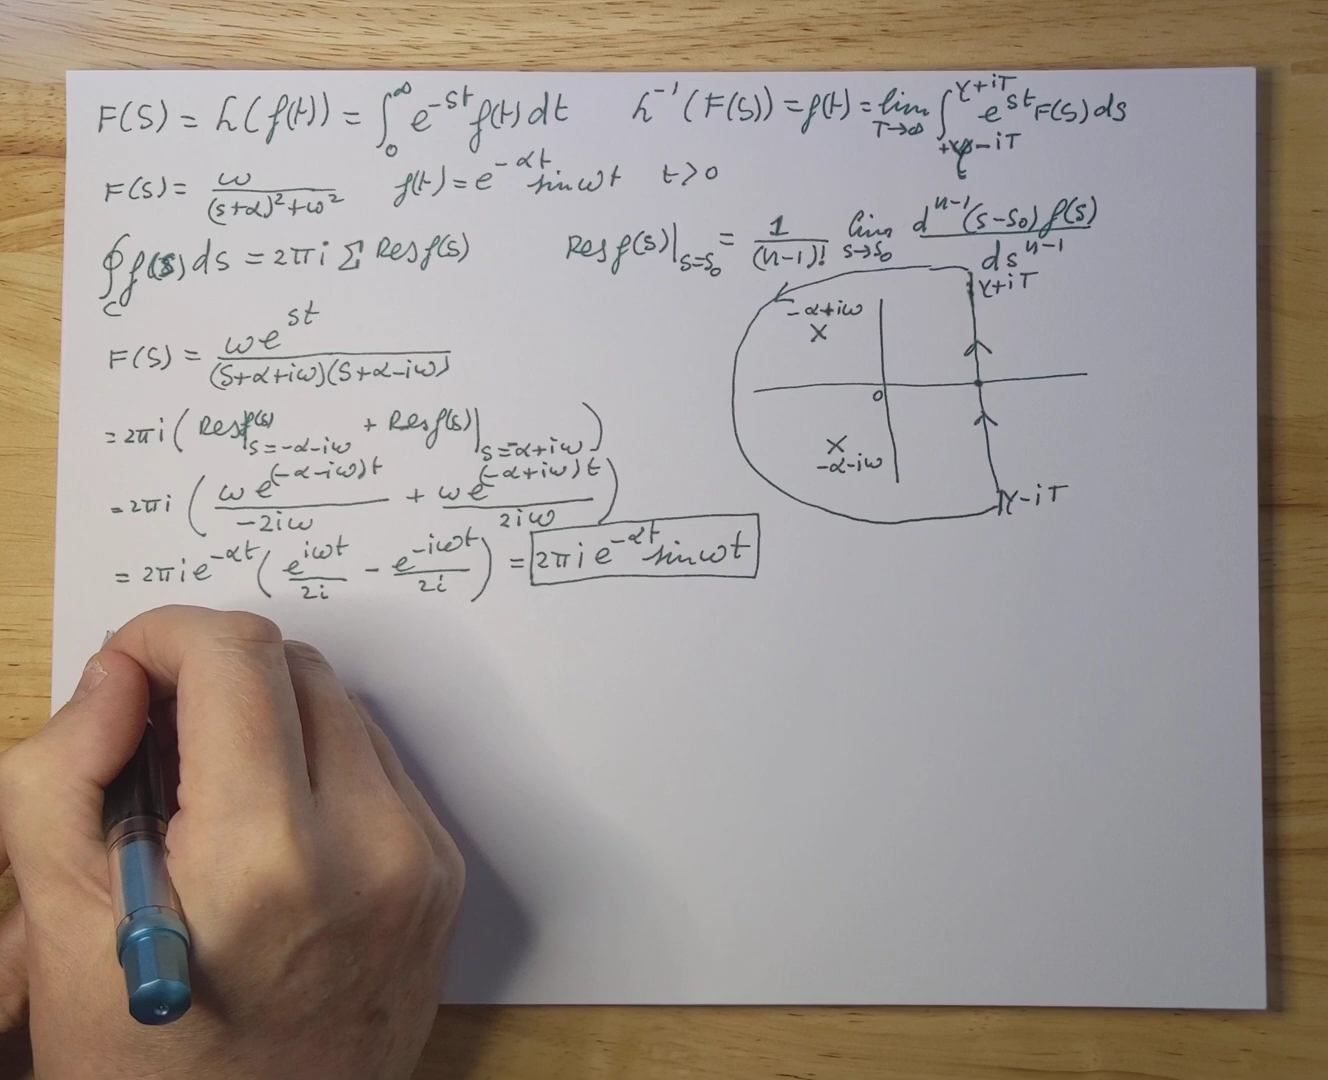 F(S) = L(f(t)) = ∫₀^∞ e^{-st} f(t) dt    L⁻¹(F(S)) = f(t) = lim_{T→∞} ∫_{γ-iT}^{γ+iT} e^{st} F(S) ds
F(S) = ω/((s+α)²+ω²)    f(t) = e^{-αt} sin ωt    t>0
∮_C f(s) ds = 2πi Σ Res f(s)    Res f(s)|_{s=s₀} = 1/(n-1)! lim_{s→s₀} d^{n-1}(s-s₀) f(s)/ds^{n-1}
γ+iT
-α+iω
F(S) = ωe^{st}/((S+α+iω)(S+α-iω))
0
= 2πi ( Res f(s)|_{s=-α-iω} + Res f(s)|_{s=-α+iω} )
-α-iω
= 2πi ( ωe^{(-α-iω)t}/(-2iω) + ωe^{(-α+iω)t}/(2iω) )
γ-iT
= 2πi e^{-αt} ( e^{iωt}/2i - e^{-iωt}/2i ) = 2πi e^{-αt} sin ωt